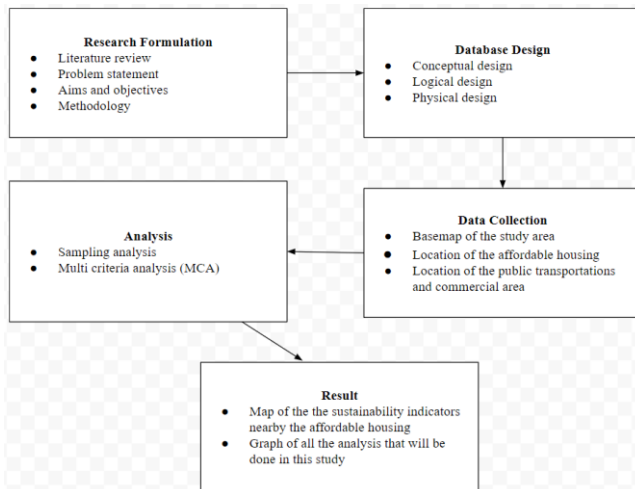 Research Formulation
● Literature review
● Problem statement
● Aims and objectives
● Methodology
Database Design
● Conceptual design
● Logical design
● Physical design
Data Collection
● Basemap of the study area
● Location of the affordable housing
● Location of the public transportations
and commercial area
Analysis
● Sampling analysis
● Multi criteria analysis (MCA)
Result
● Map of the the sustainability indicators
nearby the affordable housing
● Graph of all the analysis that will be
done in this study